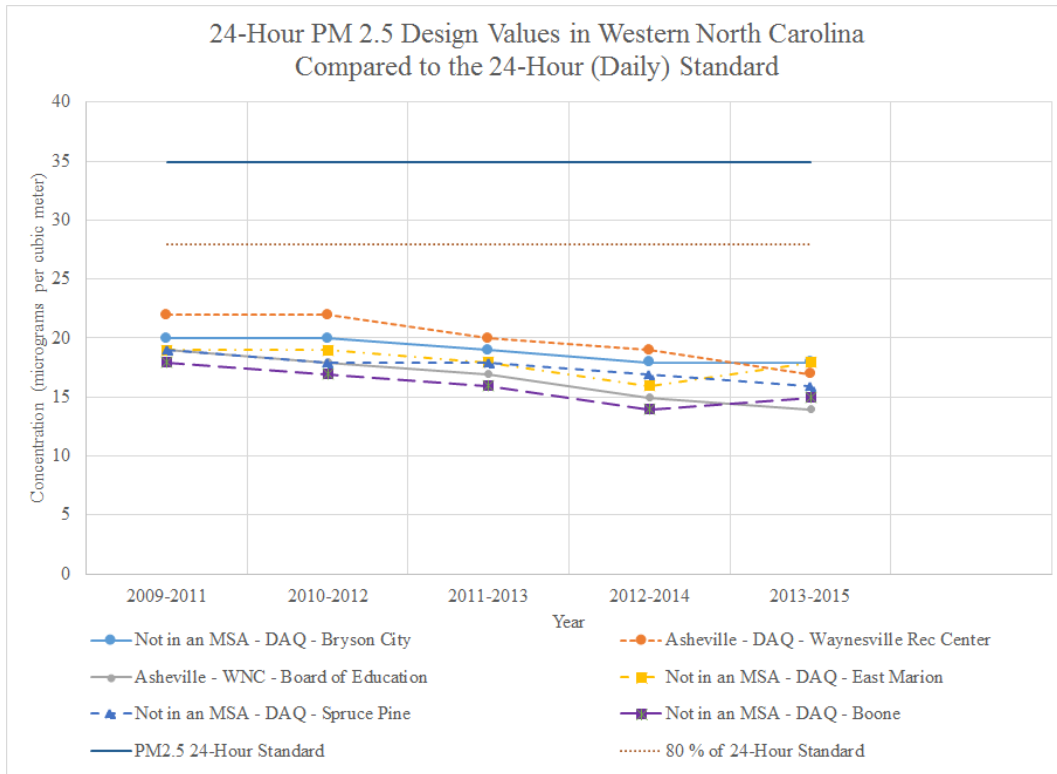 24-Hour PM 2.5 Design Values in Western North Carolina
Compared to the 24-Hour (Daily) Standard
Concentration (micrograms per cubic meter)
40
35
30
25
20
15
10
5
0
2009-2011 2010-2012 2011-2013 2012-2014 2013-2015
Year
Not in an MSA - DAQ - Bryson City Asheville - DAQ - Waynesville Rec Center
Asheville - WNC - Board of Education Not in an MSA - DAQ - East Marion
Not in an MSA - DAQ - Spruce Pine Not in an MSA - DAQ - Boone
PM2.5 24-Hour Standard 80 % of 24-Hour Standard